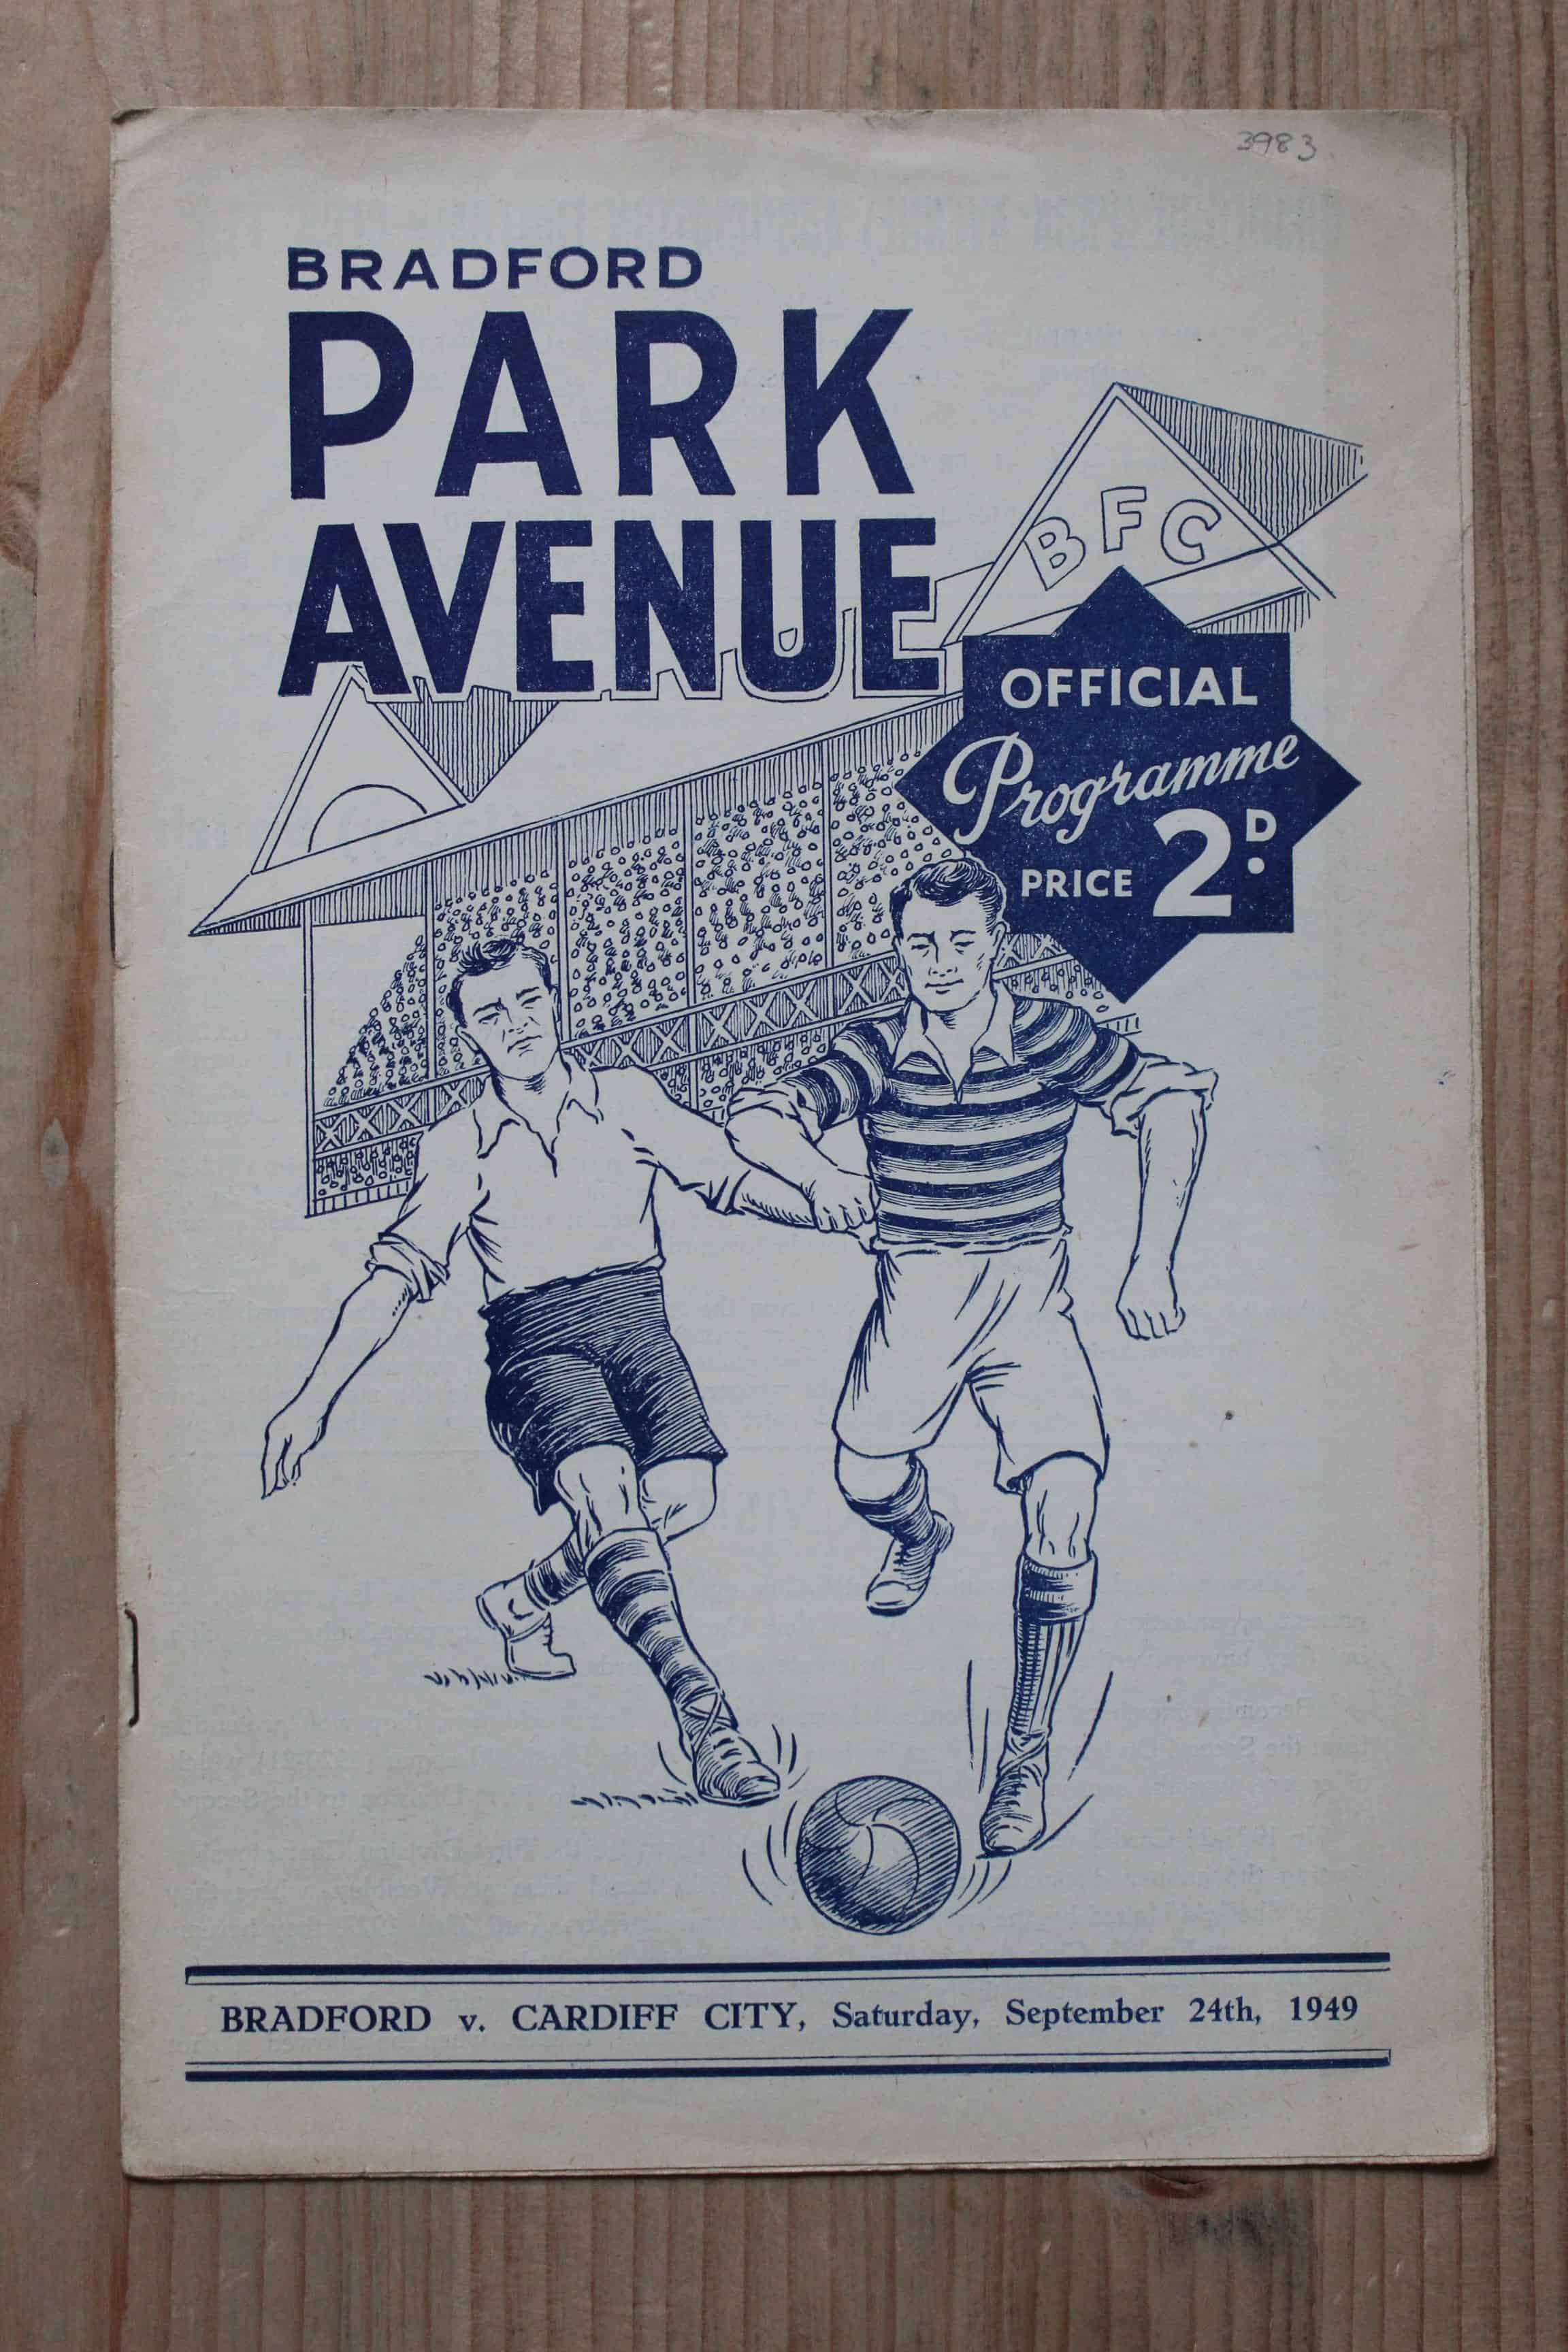 3983
BRADFORD
PARK
AVENUE
BFC
OFFICIAL
Programme
PRICE 2D.
BRADFORD v. CARDIFF CITY, Saturday, September 24th, 1949